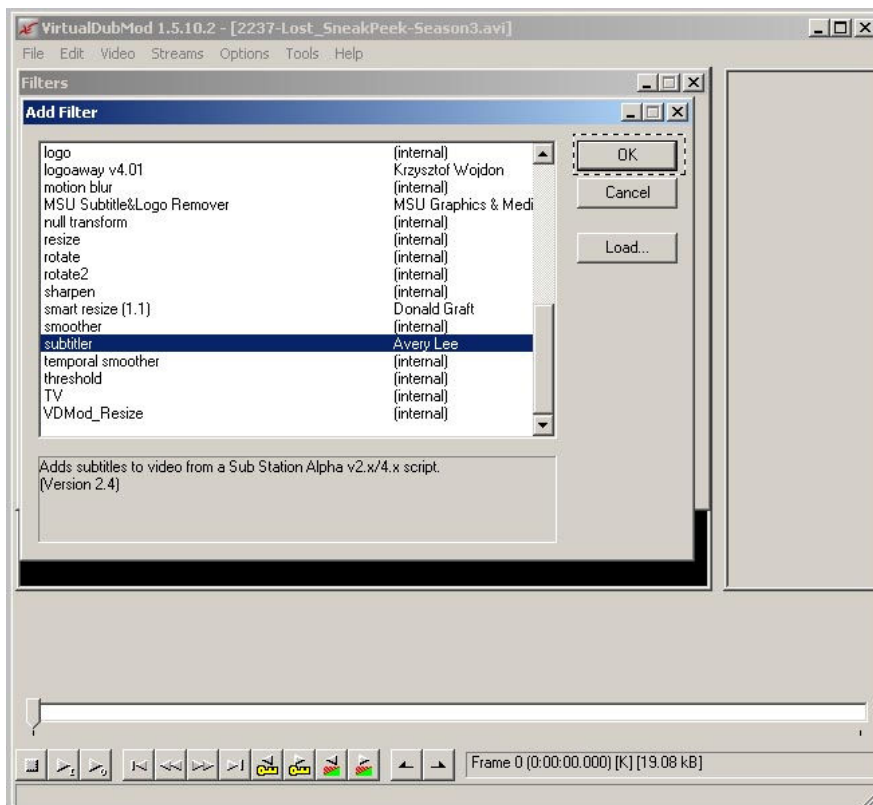 VirtualDubMod 1.5.10.2 - [2237-Lost_SneakPeek-Season3.avi]
File Edit Video Streams Options Tools Help
Filters
Add Filter
logo (internal)
logoaway v4.01 Krzysztof Wojdon
motion blur (internal)
MSU Subtitle&Logo Remover MSU Graphics & Medi
null transform (internal)
resize (internal)
rotate (internal)
rotate2 (internal)
sharpen (internal)
smart resize (1.1) Donald Graft
smoother (internal)
subtitler Avery Lee
temporal smoother (internal)
threshold (internal)
TV (internal)
VDMod_Resize (internal)
OK
Cancel
Load...
Adds subtitles to video from a Sub Station Alpha v2.x/4.x script.
(Version 2.4)
Frame 0 (0:00:00.000) [K] [19.08 kB]